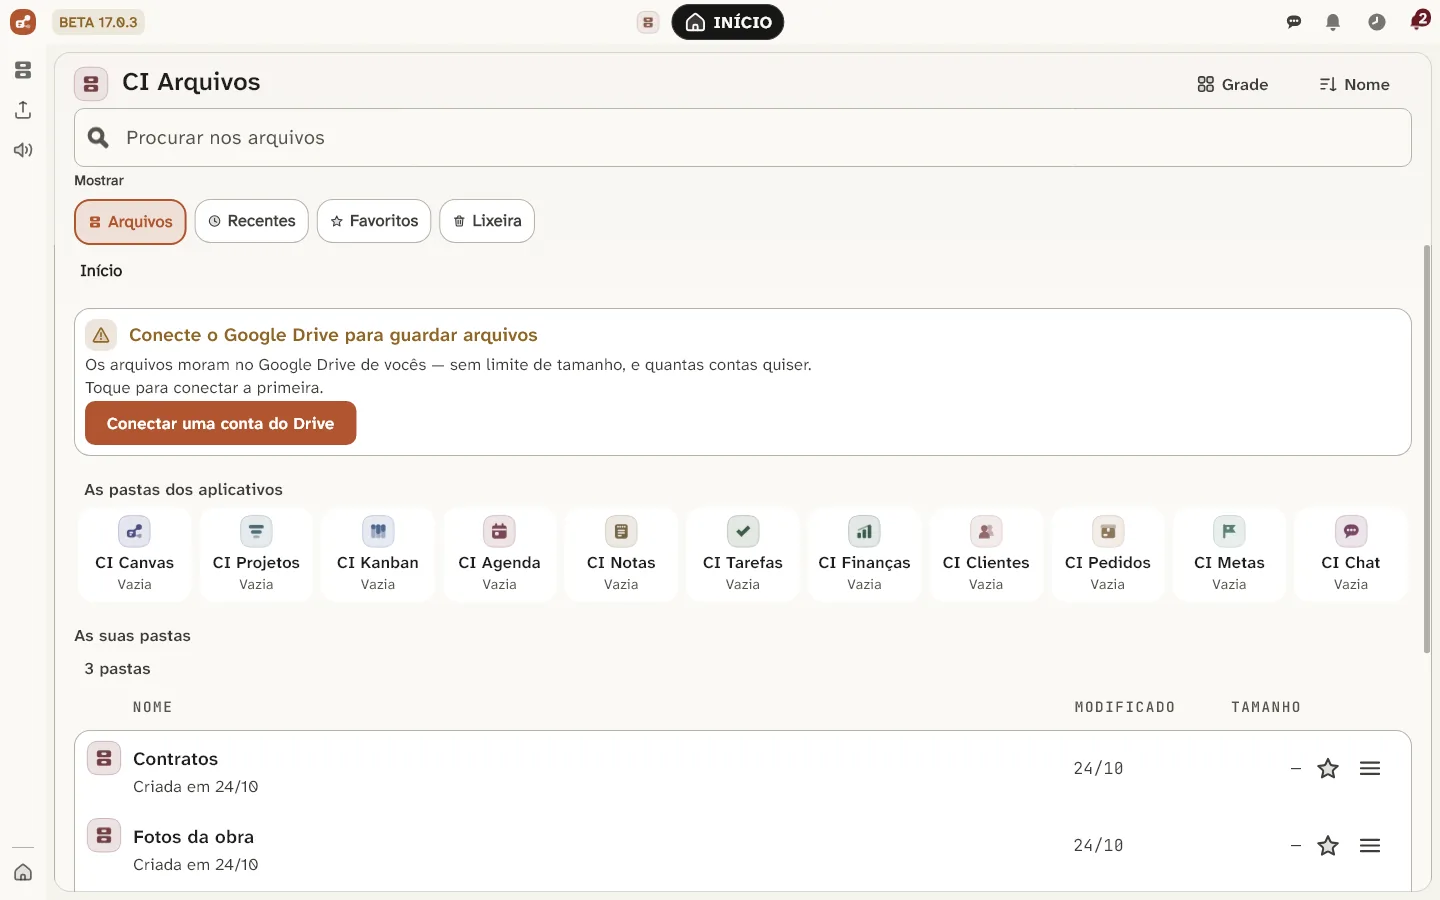 BETA 17.0.3
INÍCIO
2
CI Arquivos
Grade
Nome
Procurar nos arquivos
Mostrar
Arquivos
Recentes
Favoritos
Lixeira
Início
Conecte o Google Drive para guardar arquivos
Os arquivos moram no Google Drive de vocês — sem limite de tamanho, e quantas contas quiser.
Toque para conectar a primeira.
Conectar uma conta do Drive
As pastas dos aplicativos
CI Canvas
Vazia
CI Projetos
Vazia
CI Kanban
Vazia
CI Agenda
Vazia
CI Notas
Vazia
CI Tarefas
Vazia
CI Finanças
Vazia
CI Clientes
Vazia
CI Pedidos
Vazia
CI Metas
Vazia
CI Chat
Vazia
As suas pastas
3 pastas
NOME MODIFICADO TAMANHO
Contratos
Criada em 24/10
24/10 —
Fotos da obra
Criada em 24/10
24/10 —